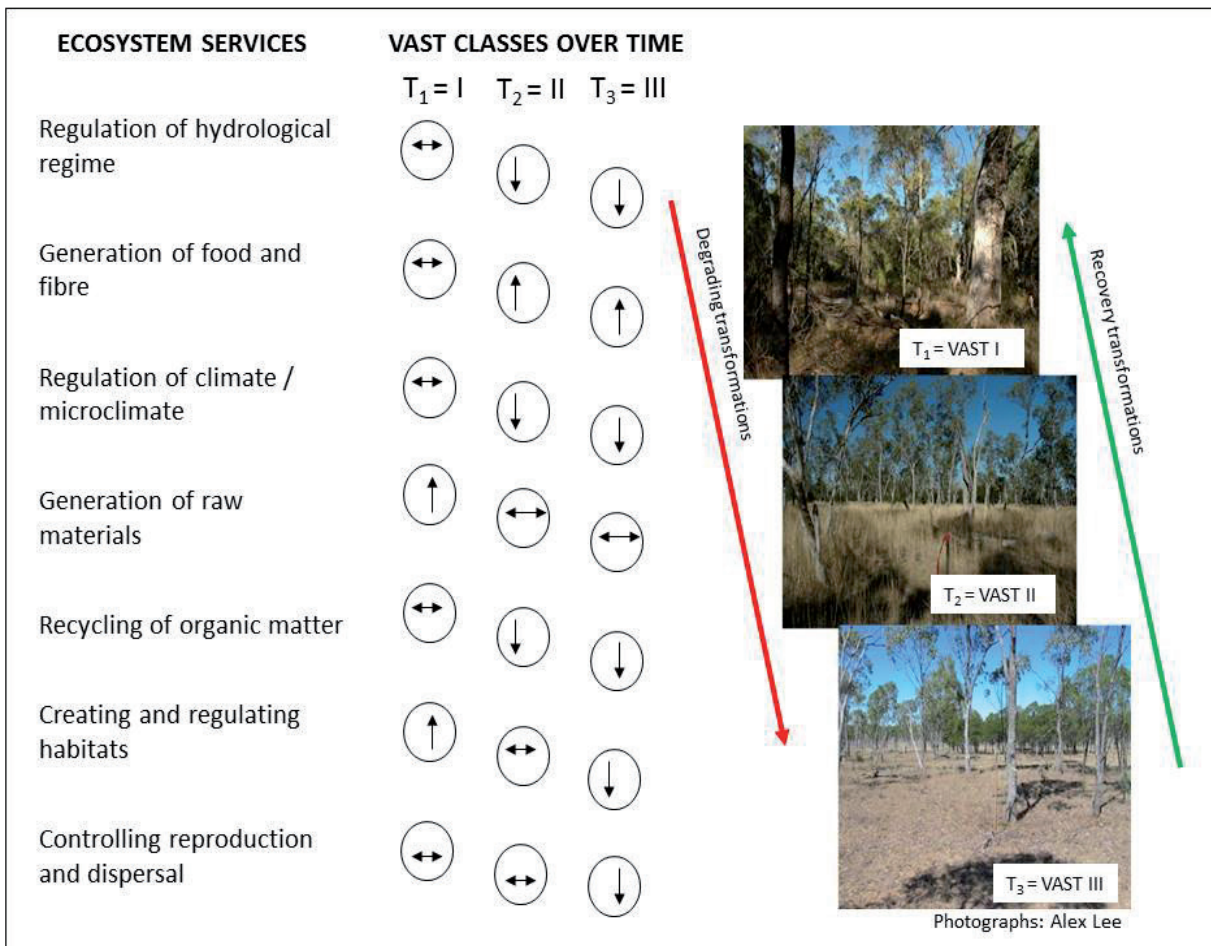 ECOSYSTEM SERVICES
VAST CLASSES OVER TIME
T₁ = I
T₂ = II
T₃ = III
Regulation of hydrological
regime
Generation of food and
fibre
Regulation of climate /
microclimate
Generation of raw
materials
Recycling of organic matter
Creating and regulating
habitats
Controlling reproduction
and dispersal
Degrading transformations
Recovery transformations
T₁ = VAST I
T₂ = VAST II
T₃ = VAST III
Photographs: Alex Lee